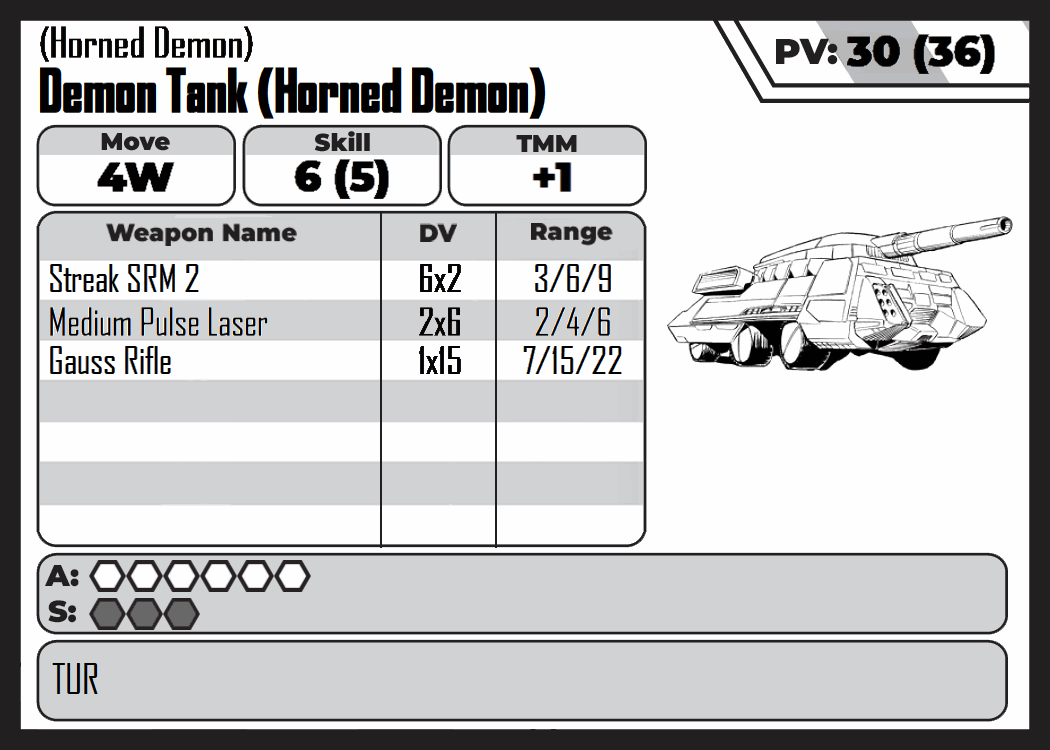 (Horned Demon)
Demon Tank (Horned Demon)
PV: 30 (36)
Move Skill TMM
4W 6 (5) +1
Weapon Name DV Range
Streak SRM 2 6x2 3/6/9
Medium Pulse Laser 2x6 2/4/6
Gauss Rifle 1x15 7/15/22
A:
S:
TUR